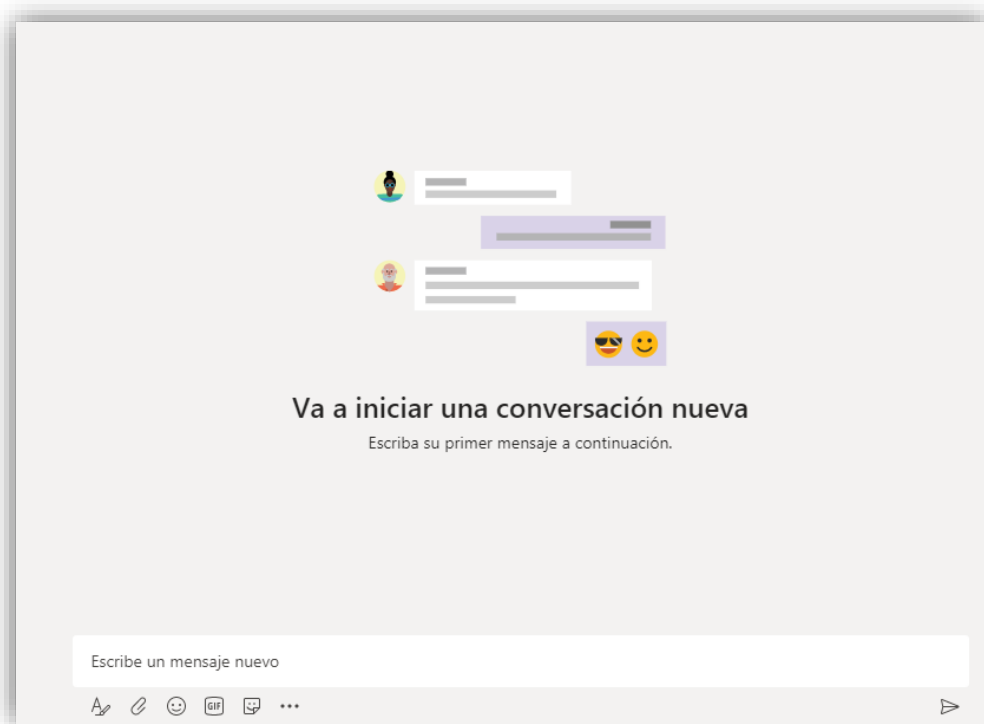 Va a iniciar una conversación nueva
Escriba su primer mensaje a continuación.
Escribe un mensaje nuevo
GIF